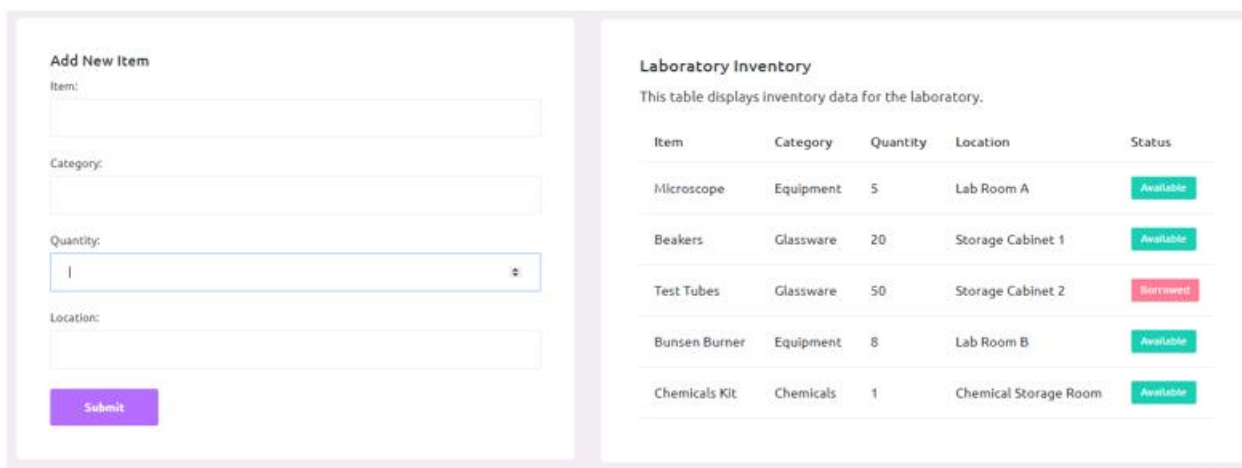 Add New Item
Item:
Category:
Quantity:
Location:
Submit
Laboratory Inventory
This table displays inventory data for the laboratory.
Item Category Quantity Location Status
Microscope Equipment 5 Lab Room A Available
Beakers Glassware 20 Storage Cabinet 1 Available
Test Tubes Glassware 50 Storage Cabinet 2 Borrowed
Bunsen Burner Equipment 8 Lab Room B Available
Chemicals Kit Chemicals 1 Chemical Storage Room Available